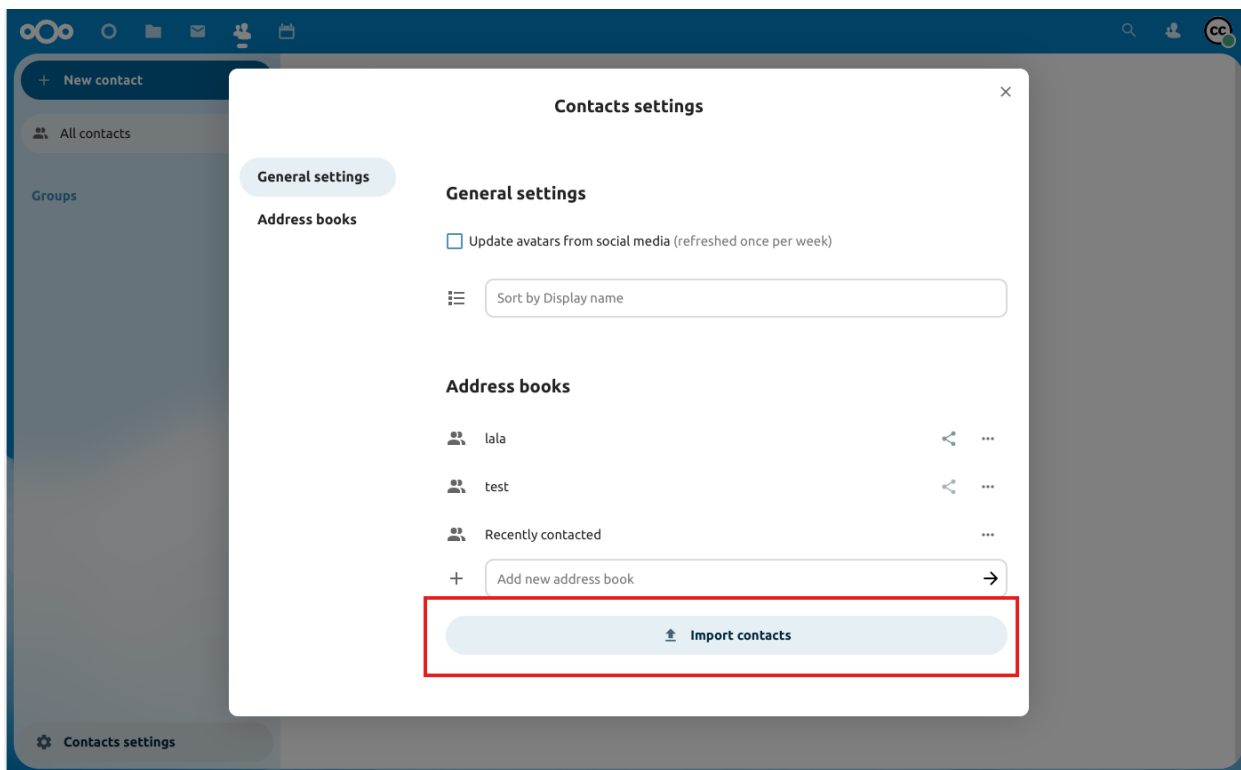 CC
+ New contact
All contacts
Groups
Contacts settings
Contacts settings
General settings
Address books
General settings
Update avatars from social media (refreshed once per week)
Sort by Display name
Address books
lala
test
Recently contacted
Add new address book
Import contacts